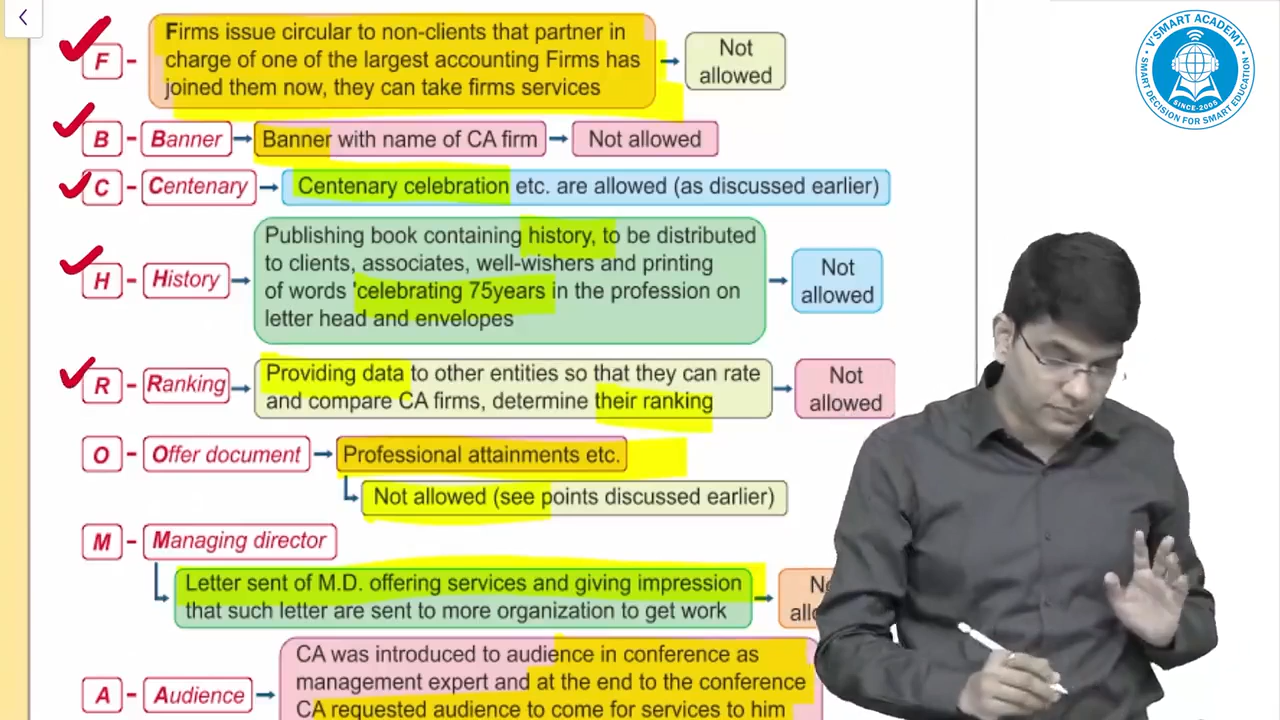 F - Firms issue circular to non-clients that partner in
charge of one of the largest accounting Firms has
joined them now, they can take firms services
Not
allowed
B - Banner Banner with name of CA firm Not allowed
C - Centenary Centenary celebration etc. are allowed (as discussed earlier)
H - History Publishing book containing history, to be distributed
to clients, associates, well-wishers and printing
of words 'celebrating 75years in the profession on
letter head and envelopes
Not
allowed
R - Ranking Providing data to other entities so that they can rate
and compare CA firms, determine their ranking
Not
allowed
O - Offer document Professional attainments etc.
Not allowed (see points discussed earlier)
M - Managing director
Letter sent of M.D. offering services and giving impression
that such letter are sent to more organization to get work
A - Audience CA was introduced to audience in conference as
management expert and at the end to the conference
CA requested audience to come for services to him
V'SMART ACADEMY
SINCE-2005
SMART DECISION FOR SMART EDUCATION